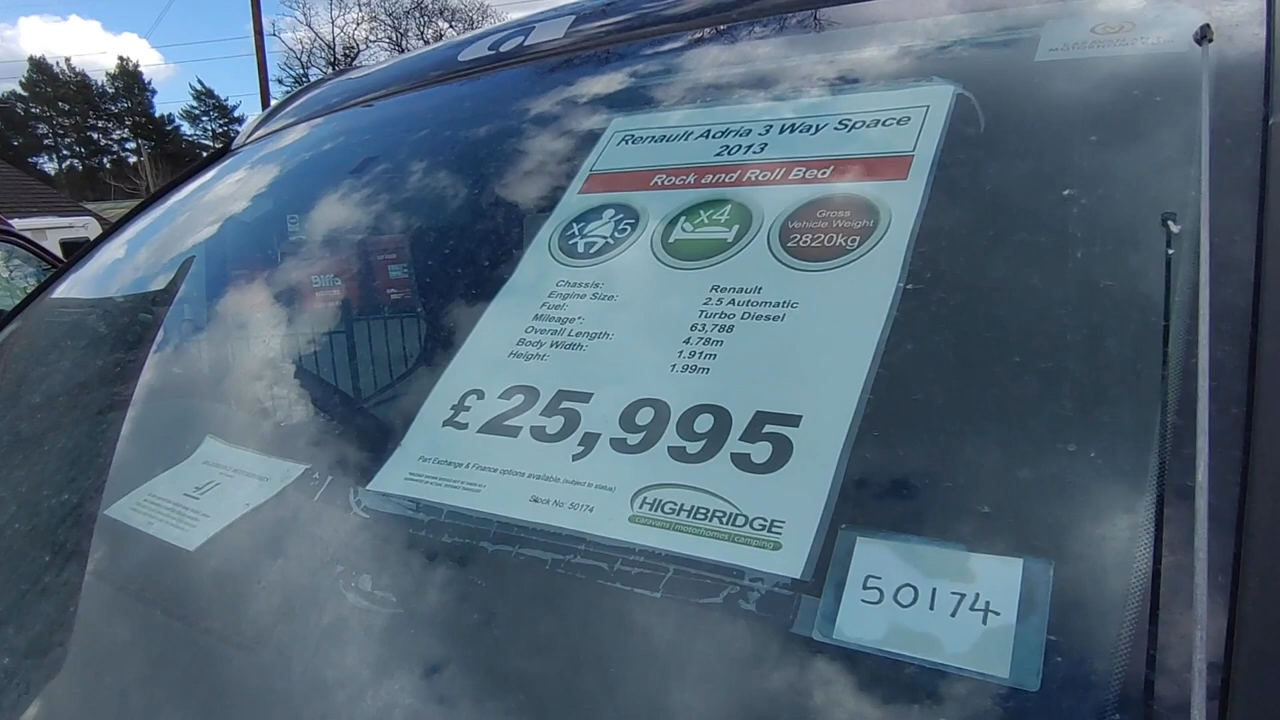 Renault Adria 3 Way Space
2013
Rock and Roll Bed
x5
x4
Gross
Vehicle Weight
2820kg
Chassis: Renault
Engine Size: 2.5 Automatic
Fuel: Turbo Diesel
Mileage*: 63,788
Overall Length: 4.78m
Body Width: 1.91m
Height: 1.99m
£25,995
Part Exchange & Finance options available.(subject to status)
Stock No: 50174
HIGHBRIDGE
caravans | motorhomes | camping
50174
Biffa
41